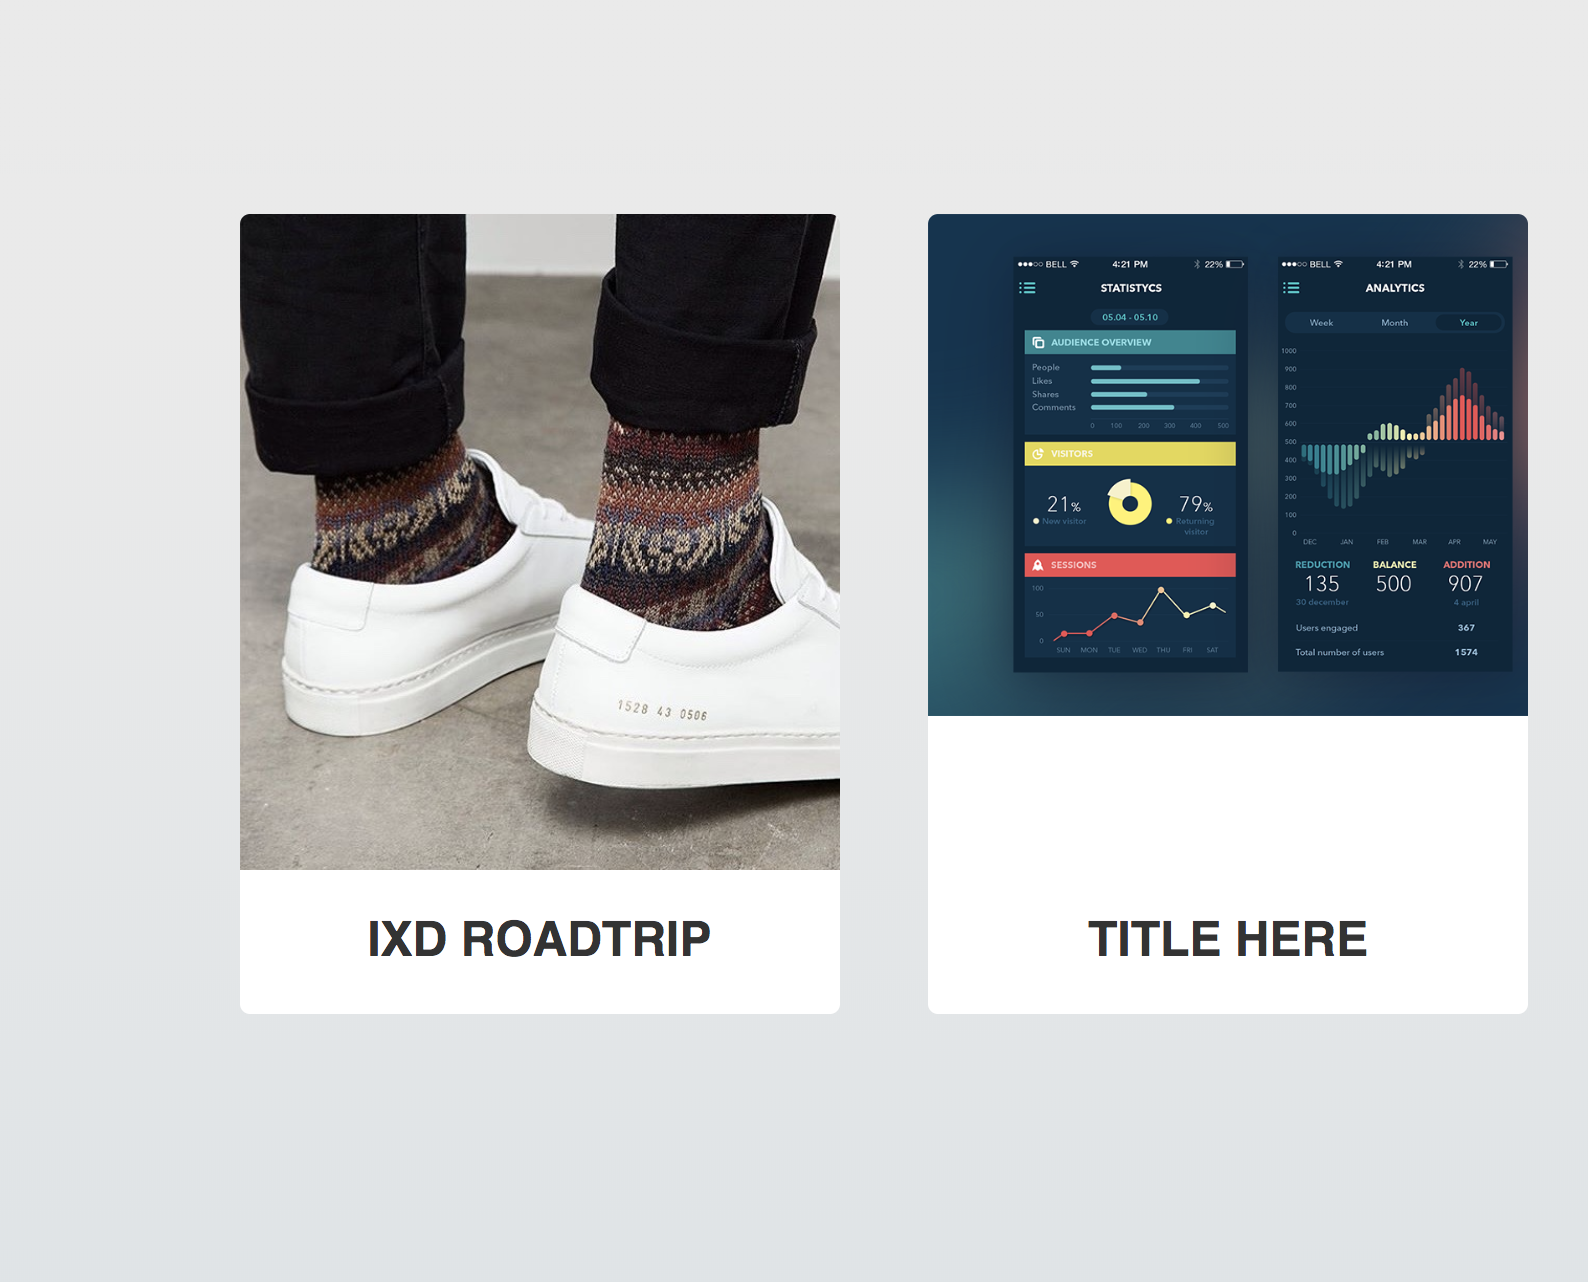 1528 43 0506
IXD ROADTRIP
BELL 4:21 PM 22%
STATISTYCS
05.04 - 05.10
AUDIENCE OVERVIEW
People
Likes
Shares
Comments
0 100 200 300 400 500
VISITORS
21% 79%
New visitor Returning
visitor
SESSIONS
100
50
0
SUN MON TUE WED THU FRI SAT
BELL 4:21 PM 22%
ANALYTICS
Week Month Year
1000
900
800
700
600
500
400
300
200
100
0
DEC JAN FEB MAR APR MAY
REDUCTION BALANCE ADDITION
135 500 907
30 december 4 april
Users engaged 367
Total number of users 1574
TITLE HERE